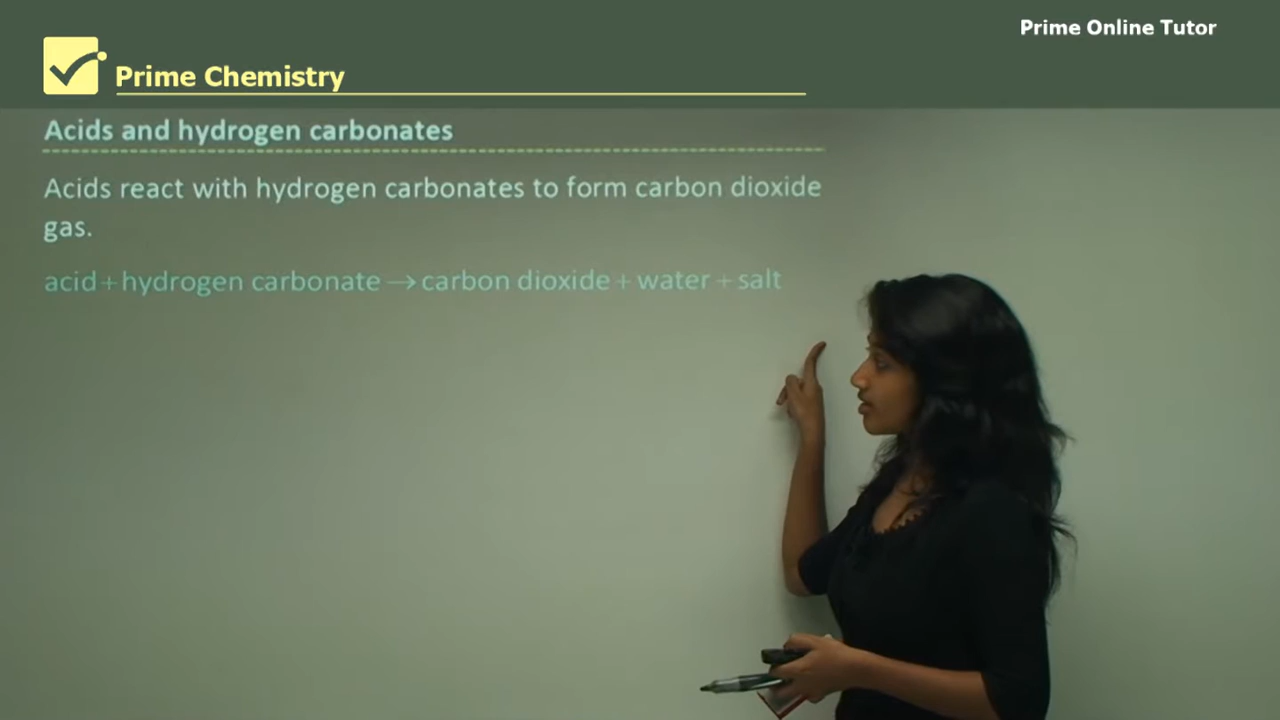 Prime Online Tutor
Prime Chemistry
Acids and hydrogen carbonates
Acids react with hydrogen carbonates to form carbon dioxide
gas.
acid + hydrogen carbonate → carbon dioxide + water + salt